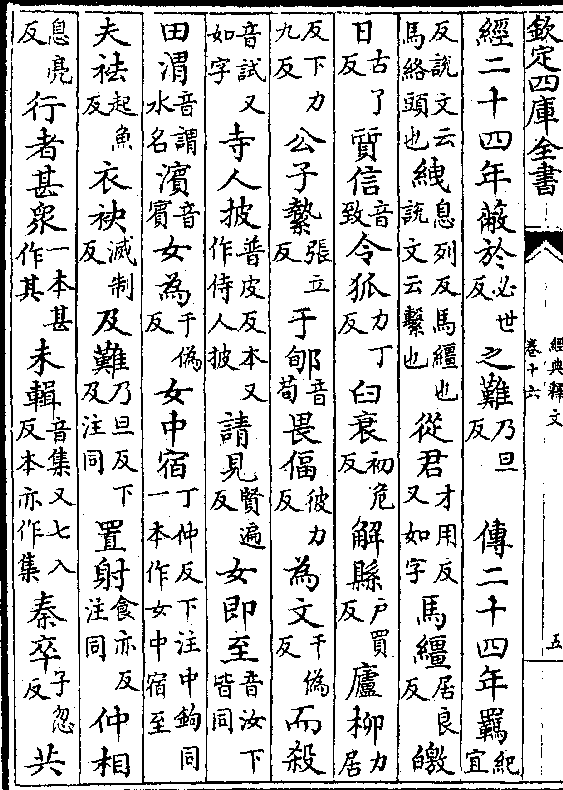 欽定四庫全書 經典釋文 卷十六 五
經二十四年蔽於必世反之難乃旦反 傳二十四年羈紀宜
反說文云馬絡頭也紲息列反馬韁也說文云繫也從君才用反又如字馬韁居良反皦
日古了反質信音致令狐力丁反臼衰初危反解縣戶買反廬柳力居
反下力九反公子縶張立反于郇音荀畏偪彼力反為文于偽反而殺
音試又如字寺人披普皮反本又作侍人披請見賢遍反女即至音汝下皆同
田渭音謂水名濱音賓女為于偽反女中宿丁仲反下注中鉤同一本作女中宿至
夫袪起魚反衣袂滅制反及難乃旦反下及注同置射食亦反注同仲相
息亮反行者甚衆一本甚作其未輯音集又七入反本亦作集秦卒子忽反共